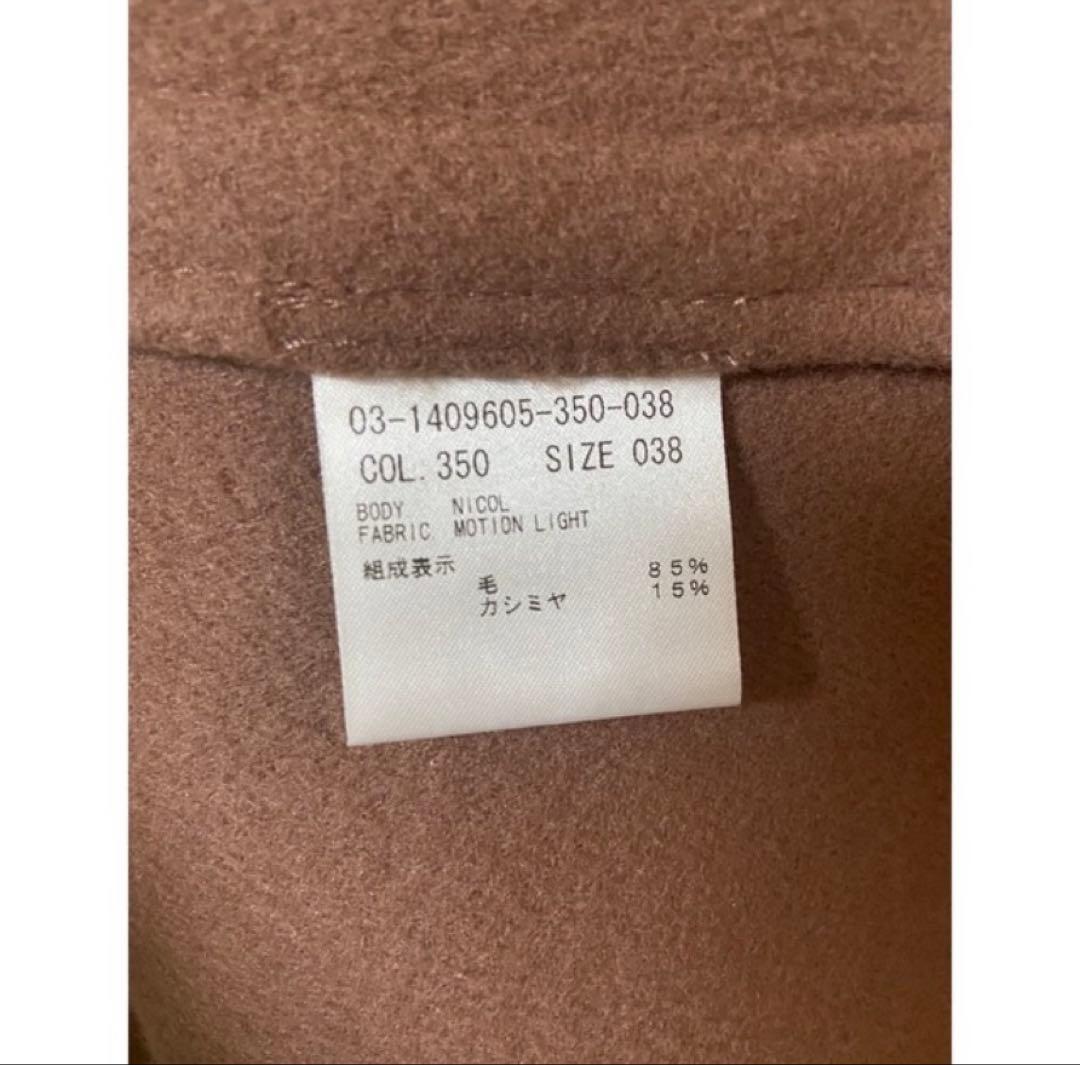 03-1409605-350-038
COL. 350 SIZE 038
BODY NICOL
FABRIC MOTION LIGHT
組成表示
毛 85%
カシミヤ 15%